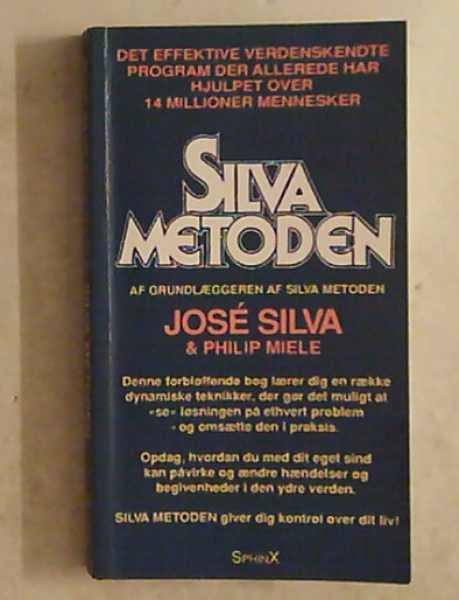 DET EFFEKTIVE VERDENSKENDTE
PROGRAM DER ALLEREDE HAR
HJULPET OVER
14 MILLIONER MENNESKER
SILVA
METODEN
AF GRUNDLÆGGEREN AF SILVA METODEN
JOSÉ SILVA
& PHILIP MIELE
Denne forbløffende bog lærer dig en række
dynamiske teknikker, der gør det muligt at
»se« løsningen på ethvert problem
- og omsætte den i praksis.
Opdag, hvordan du med dit eget sind
kan påvirke og ændre hændelser og
begivenheder i den ydre verden.
SILVA METODEN giver dig kontrol over dit liv!
SPHINX